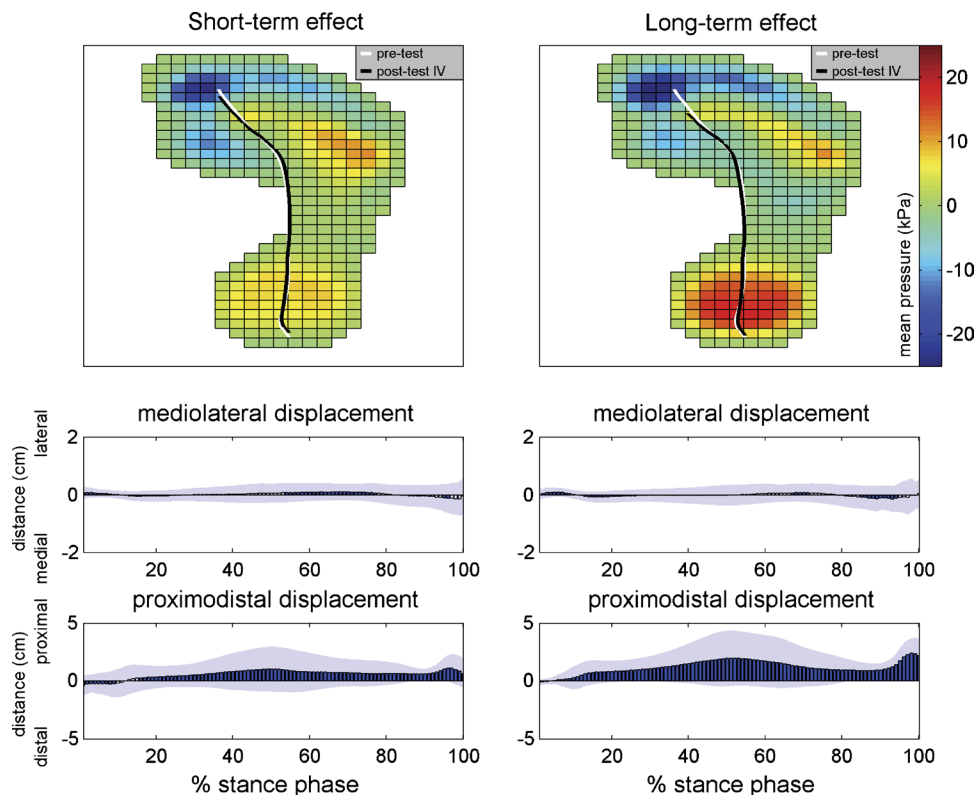 Short-term effect
Long-term effect
pre-test
post-test IV
pre-test
post-test IV
20
10
0
-10
-20
mean pressure (kPa)
mediolateral displacement
mediolateral displacement
distance (cm)
medial
lateral
2
0
-2
20 40 60 80 100
2
0
-2
20 40 60 80 100
proximodistal displacement
proximodistal displacement
distance (cm)
distal
proximal
5
0
-5
20 40 60 80 100
5
0
-5
20 40 60 80 100
% stance phase
% stance phase